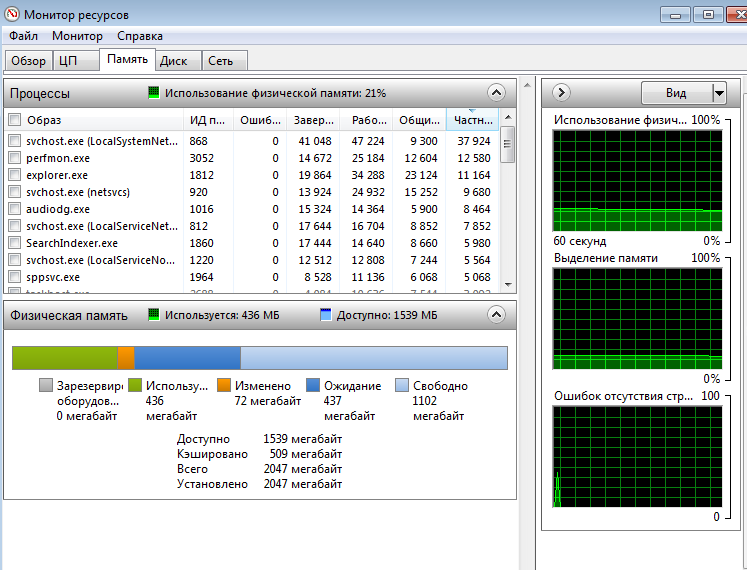 Монитор ресурсов
Файл Монитор Справка
Обзор ЦП Память Диск Сеть
Процессы Использование физической памяти: 21%
Образ ИД п... Ошиб... Завер... Рабо... Общи... Частн...
svchost.exe (LocalSystemNet... 868 0 41 048 47 224 9 300 37 924
perfmon.exe 3052 0 14 672 25 184 12 604 12 580
explorer.exe 1812 0 19 864 34 288 23 124 11 164
svchost.exe (netsvcs) 920 0 13 924 24 932 15 252 9 680
audiodg.exe 1016 0 15 324 14 364 5 900 8 464
svchost.exe (LocalServiceNet... 812 0 17 644 16 704 8 852 7 852
SearchIndexer.exe 1860 0 17 444 14 640 8 660 5 980
svchost.exe (LocalServiceNo... 1220 0 12 512 12 808 7 244 5 564
sppsvc.exe 1964 0 8 528 11 136 6 068 5 068
Физическая память Используется: 436 МБ Доступно: 1539 МБ
Зарезервир оборудов... 0 мегабайт
Использу... 436 мегабайт
Изменено 72 мегабайт
Ожидание 437 мегабайт
Свободно 1102 мегабайт
Доступно 1539 мегабайт
Кэшировано 509 мегабайт
Всего 2047 мегабайт
Установлено 2047 мегабайт
Вид
Использование физич... 100%
60 секунд 0%
Выделение памяти 100%
0%
Ошибок отсутствия стр... 100
0